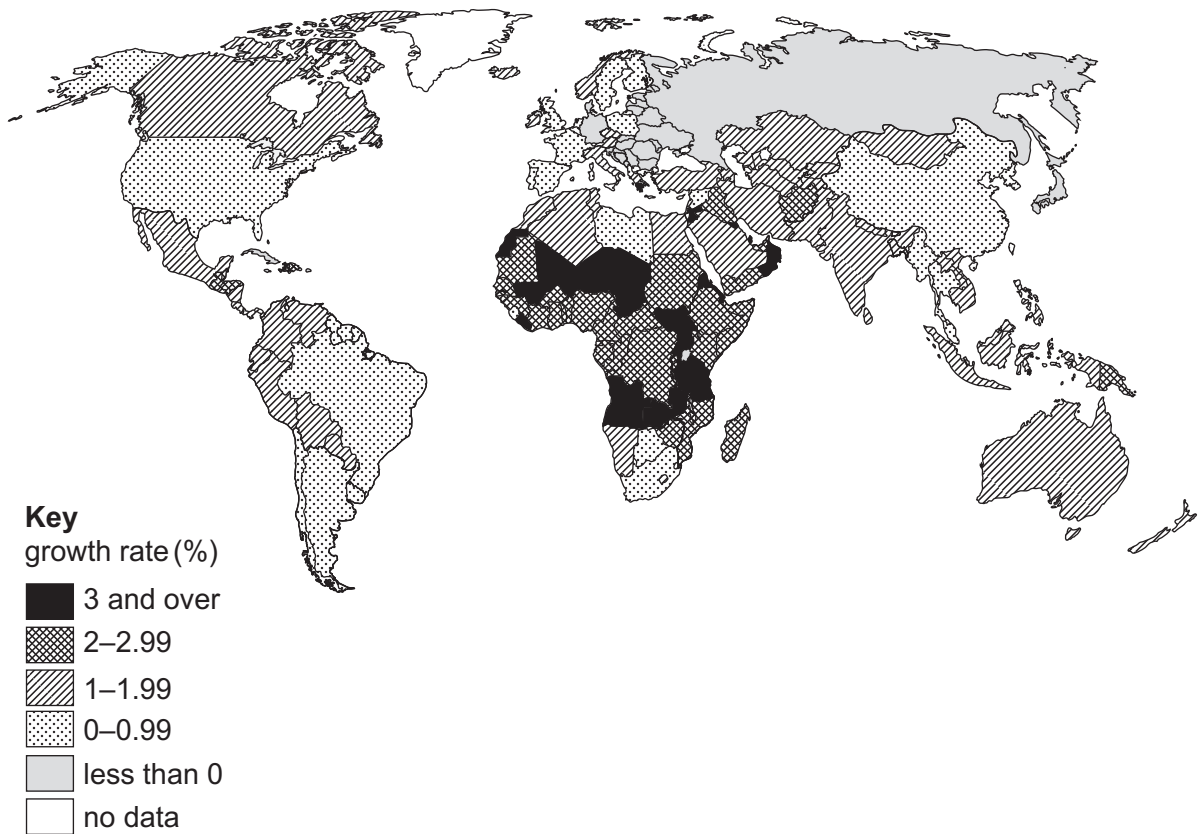 Key
growth rate (%)
3 and over
2–2.99
1–1.99
0–0.99
less than 0
no data